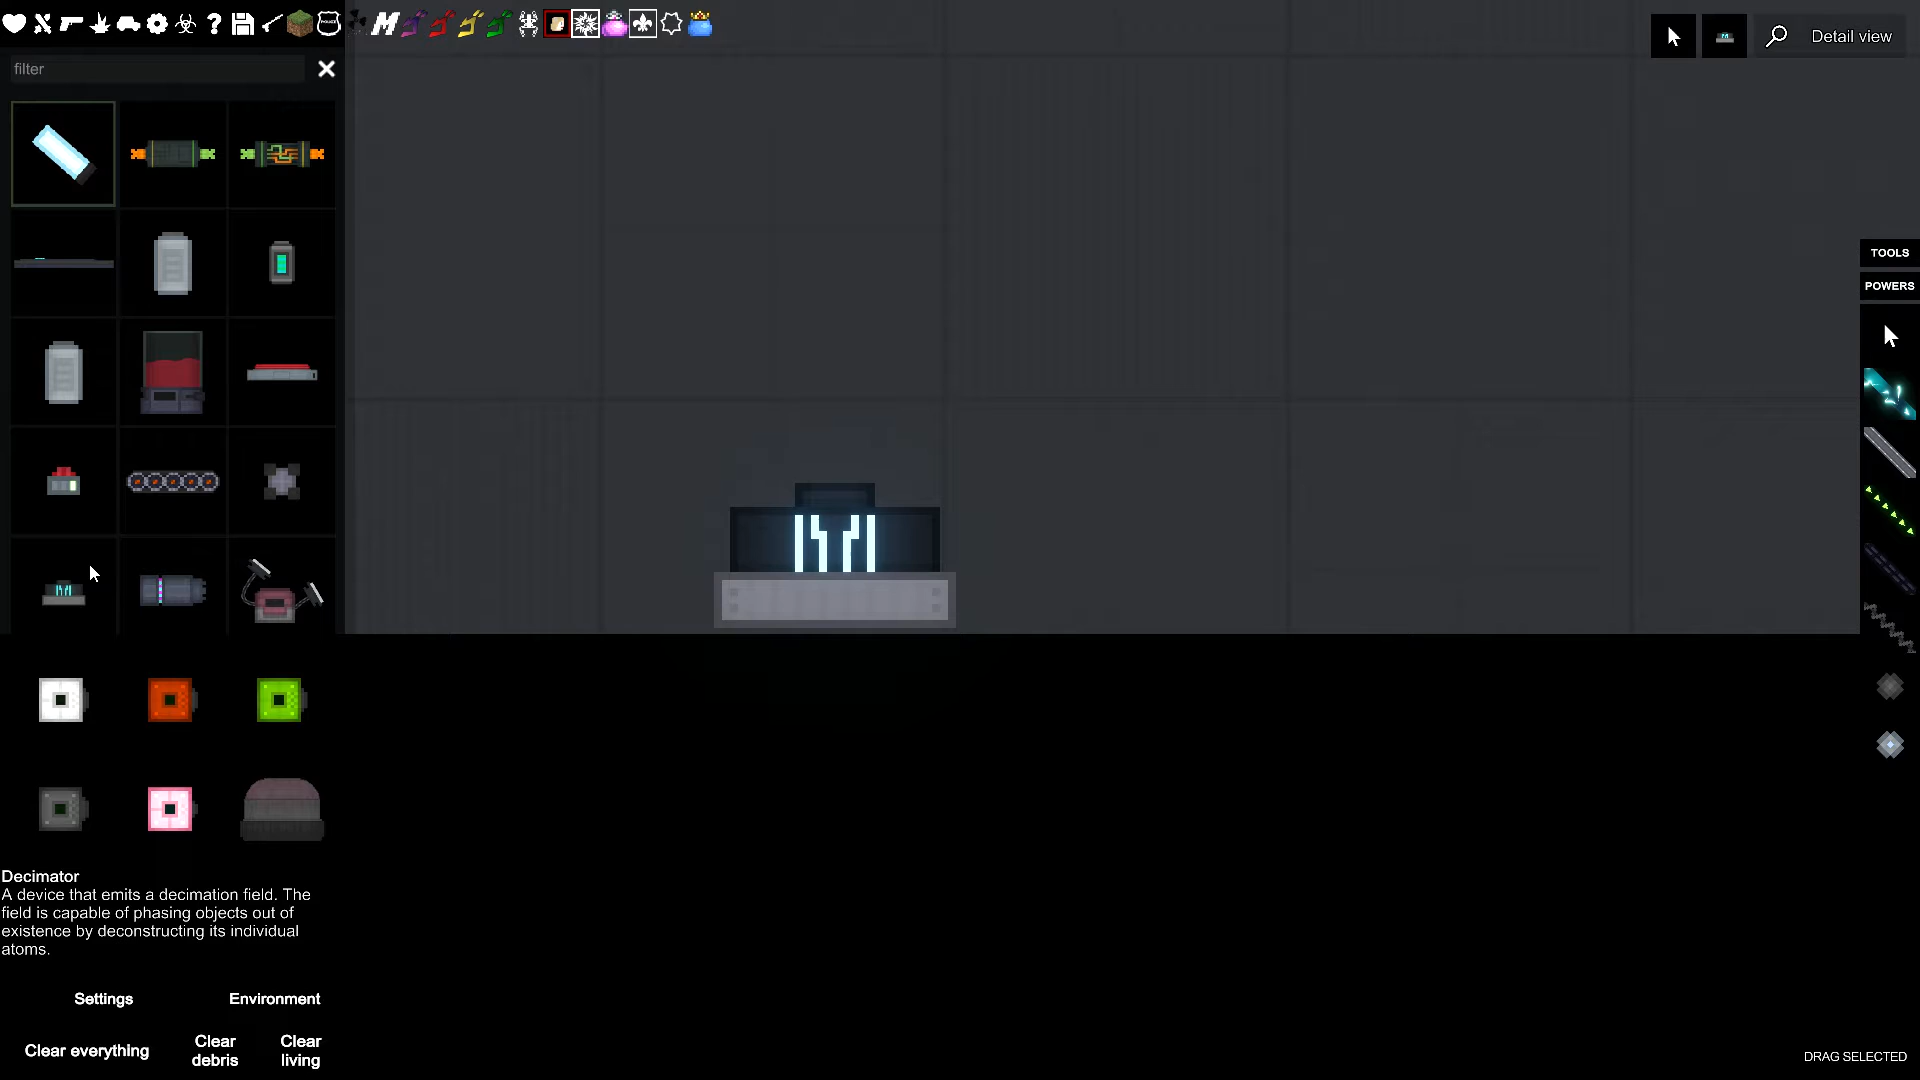 filter
Detail view
TOOLS
POWERS
Decimator
A device that emits a decimation field. The
field is capable of phasing objects out of
existence by deconstructing its individual
atoms.
Settings
Environment
Clear everything
Clear
debris
Clear
living
DRAG SELECTED